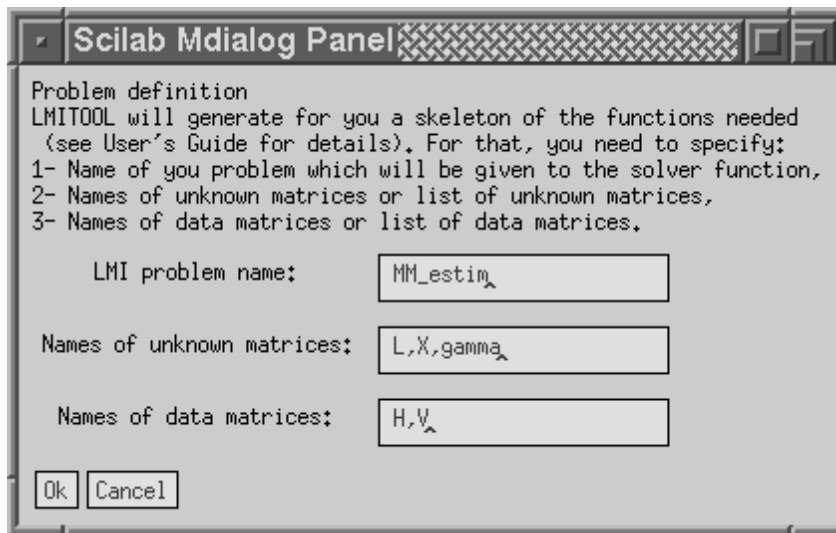 Scilab Mdialog Panel
Problem definition
LMITOOL will generate for you a skeleton of the functions needed
(see User's Guide for details). For that, you need to specify:
1- Name of you problem which will be given to the solver function,
2- Names of unknown matrices or list of unknown matrices,
3- Names of data matrices or list of data matrices.
LMI problem name: MM_estim
Names of unknown matrices: L,X,gamma
Names of data matrices: H,V
Ok Cancel